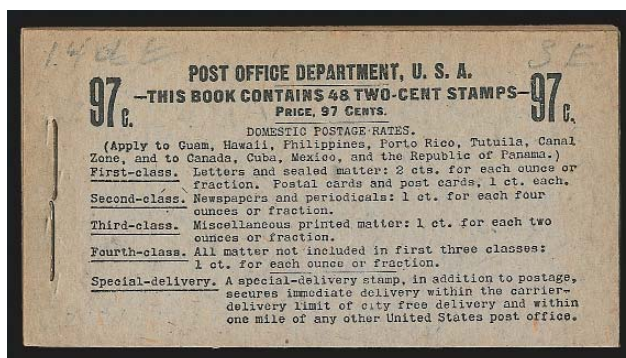 POST OFFICE DEPARTMENT, U. S. A.
97 c. —THIS BOOK CONTAINS 48 TWO-CENT STAMPS— 97 c.
PRICE, 97 CENTS.
DOMESTIC POSTAGE RATES.
(Apply to Guam, Hawaii, Philippines, Porto Rico, Tutuila, Canal
Zone, and to Canada, Cuba, Mexico, and the Republic of Panama.)
First-class. Letters and sealed matter: 2 cts. for each ounce or
fraction. Postal cards and post cards, 1 ct. each.
Second-class. Newspapers and periodicals: 1 ct. for each four
ounces or fraction.
Third-class. Miscellaneous printed matter: 1 ct. for each two
ounces or fraction.
Fourth-class. All matter not included in first three classes:
1 ct. for each ounce or fraction.
Special-delivery. A special-delivery stamp, in addition to postage,
secures immediate delivery within the carrier-
delivery limit of city free delivery and within
one mile of any other United States post office.